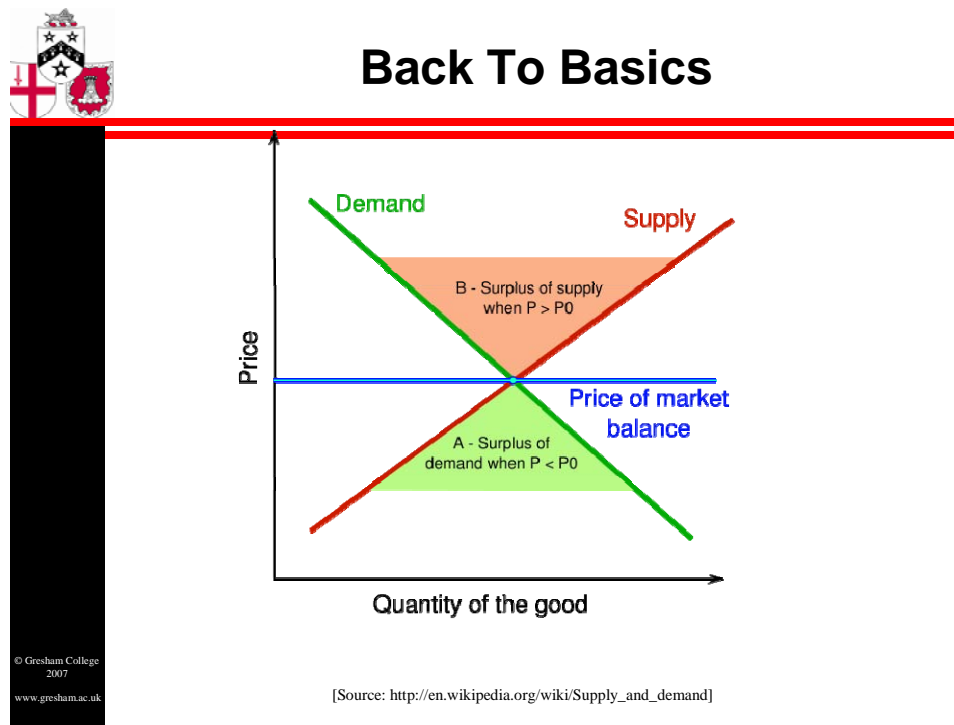 Back To Basics
Demand
Supply
B - Surplus of supply
when P > P0
Price
Price of market
balance
A - Surplus of
demand when P < P0
Quantity of the good
© Gresham College
2007
www.gresham.ac.uk
[Source: http://en.wikipedia.org/wiki/Supply_and_demand]